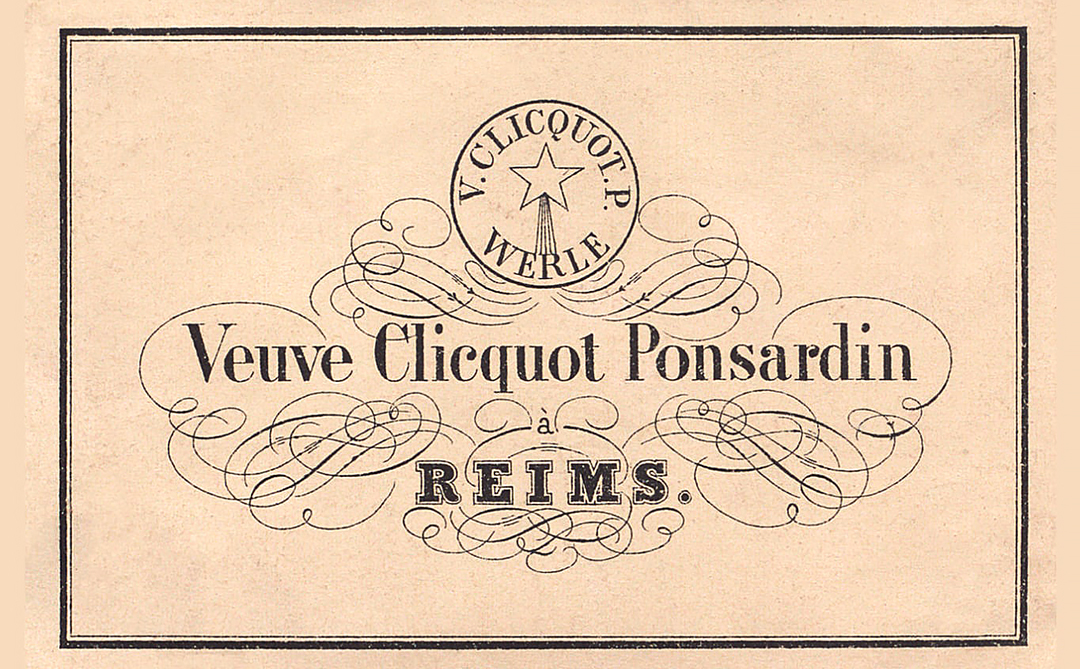 V. CLICQUOT. P.
WERLE
Veuve Clicquot Ponsardin
à
REIMS.